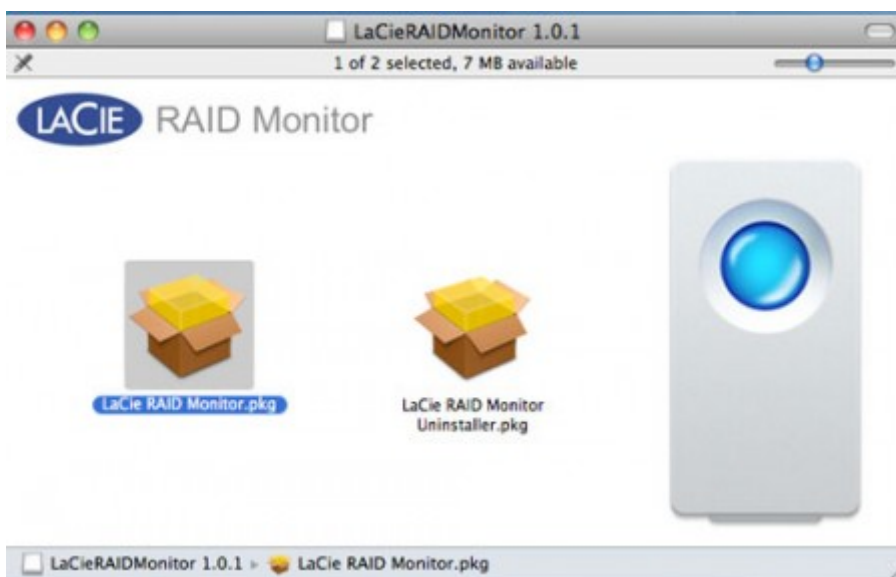 LaCieRAIDMonitor 1.0.1
1 of 2 selected, 7 MB available
LACIE RAID Monitor
LaCie RAID Monitor.pkg
LaCie RAID Monitor
Uninstaller.pkg
LaCieRAIDMonitor 1.0.1 ▸ LaCie RAID Monitor.pkg